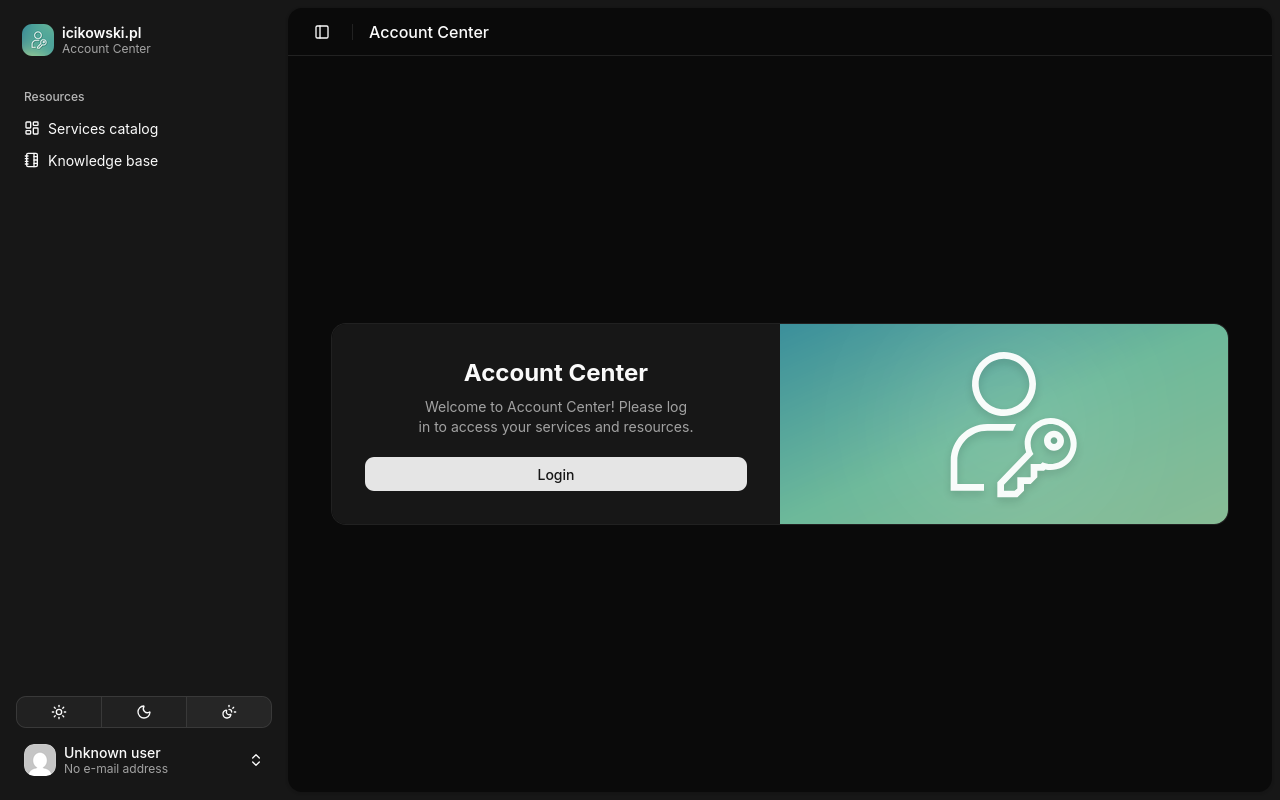 icikowski.pl
Account Center
Resources
Services catalog
Knowledge base
Unknown user
No e-mail address
Account Center
Account Center
Welcome to Account Center! Please log
in to access your services and resources.
Login